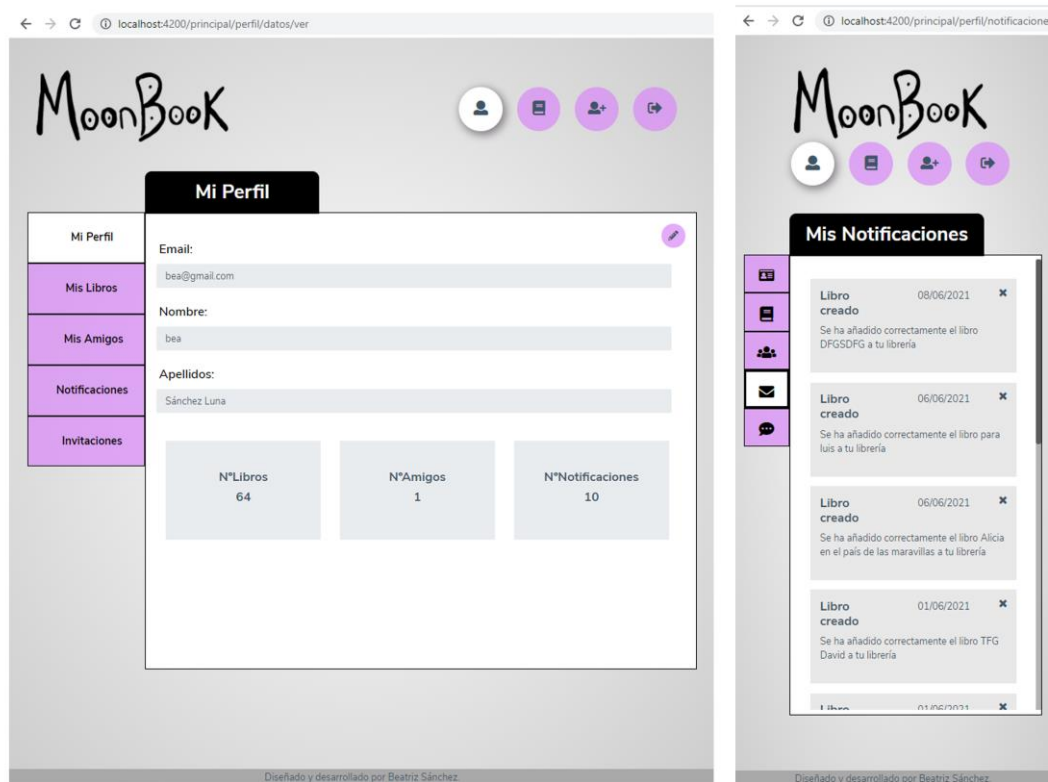 localhost:4200/principal/perfil/datos/ver
MoonBook
Mi Perfil
Mi Perfil
Mis Libros
Mis Amigos
Notificaciones
Invitaciones
Email:
bea@gmail.com
Nombre:
bea
Apellidos:
Sánchez Luna
NºLibros
64
NºAmigos
1
NºNotificaciones
10
Diseñado y desarrollado por Beatriz Sánchez.
localhost:4200/principal/perfil/notificacione
MoonBook
Mis Notificaciones
Libro 08/06/2021
creado
Se ha añadido correctamente el libro
DFGSDFG a tu librería
Libro 06/06/2021
creado
Se ha añadido correctamente el libro para
luis a tu librería
Libro 06/06/2021
creado
Se ha añadido correctamente el libro Alicia
en el país de las maravillas a tu librería
Libro 01/06/2021
creado
Se ha añadido correctamente el libro TFG
David a tu librería
Libro 01/06/2021
Diseñado y desarrollado por Beatriz Sánchez.